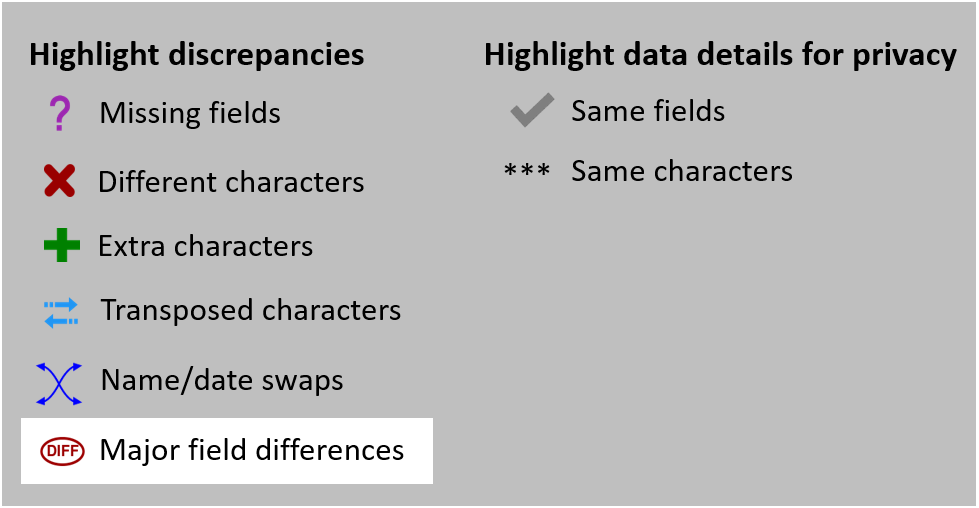 Highlight discrepancies
? Missing fields
Different characters
Extra characters
Transposed characters
Name/date swaps
DIFF Major field differences
Highlight data details for privacy
Same fields
*** Same characters